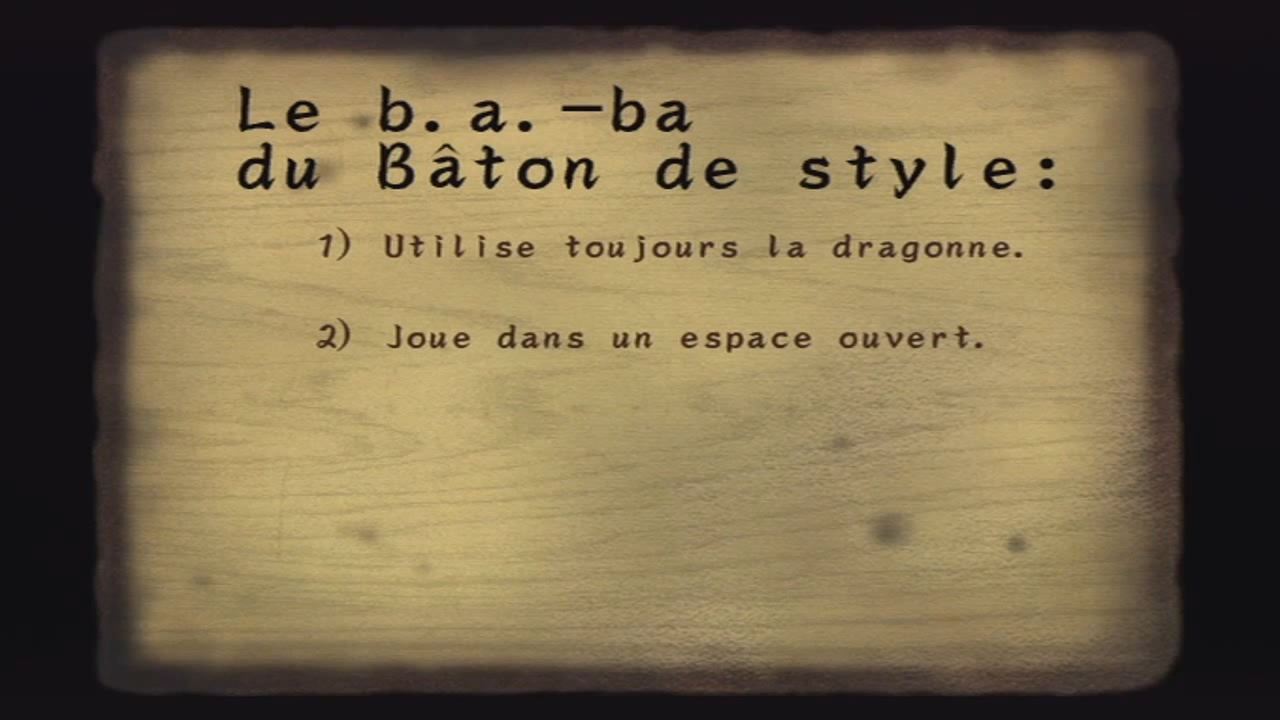 Le b.a.-ba
du Bâton de style:
1) Utilise toujours la dragonne.
2) Joue dans un espace ouvert.